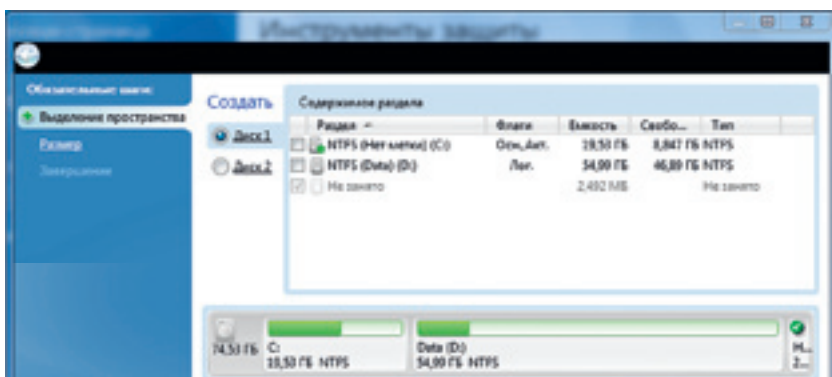 Инструменты защиты
Обязательные шаги:
Выделение пространства
Размер
Завершение
Создать
Диск 1
Диск 2
Содержимое раздела
Раздел Флаги Емкость Свобо... Тип
NTFS (Нет метки) (C:) Осн.,Акт. 19,53 ГБ 8,847 ГБ NTFS
NTFS (Data) (D:) Лог. 54,99 ГБ 46,89 ГБ NTFS
Не занято 2,492 МБ Не занято
74,53 ГБ
C:
19,53 ГБ NTFS
Data (D:)
54,99 ГБ NTFS
Н...
2...